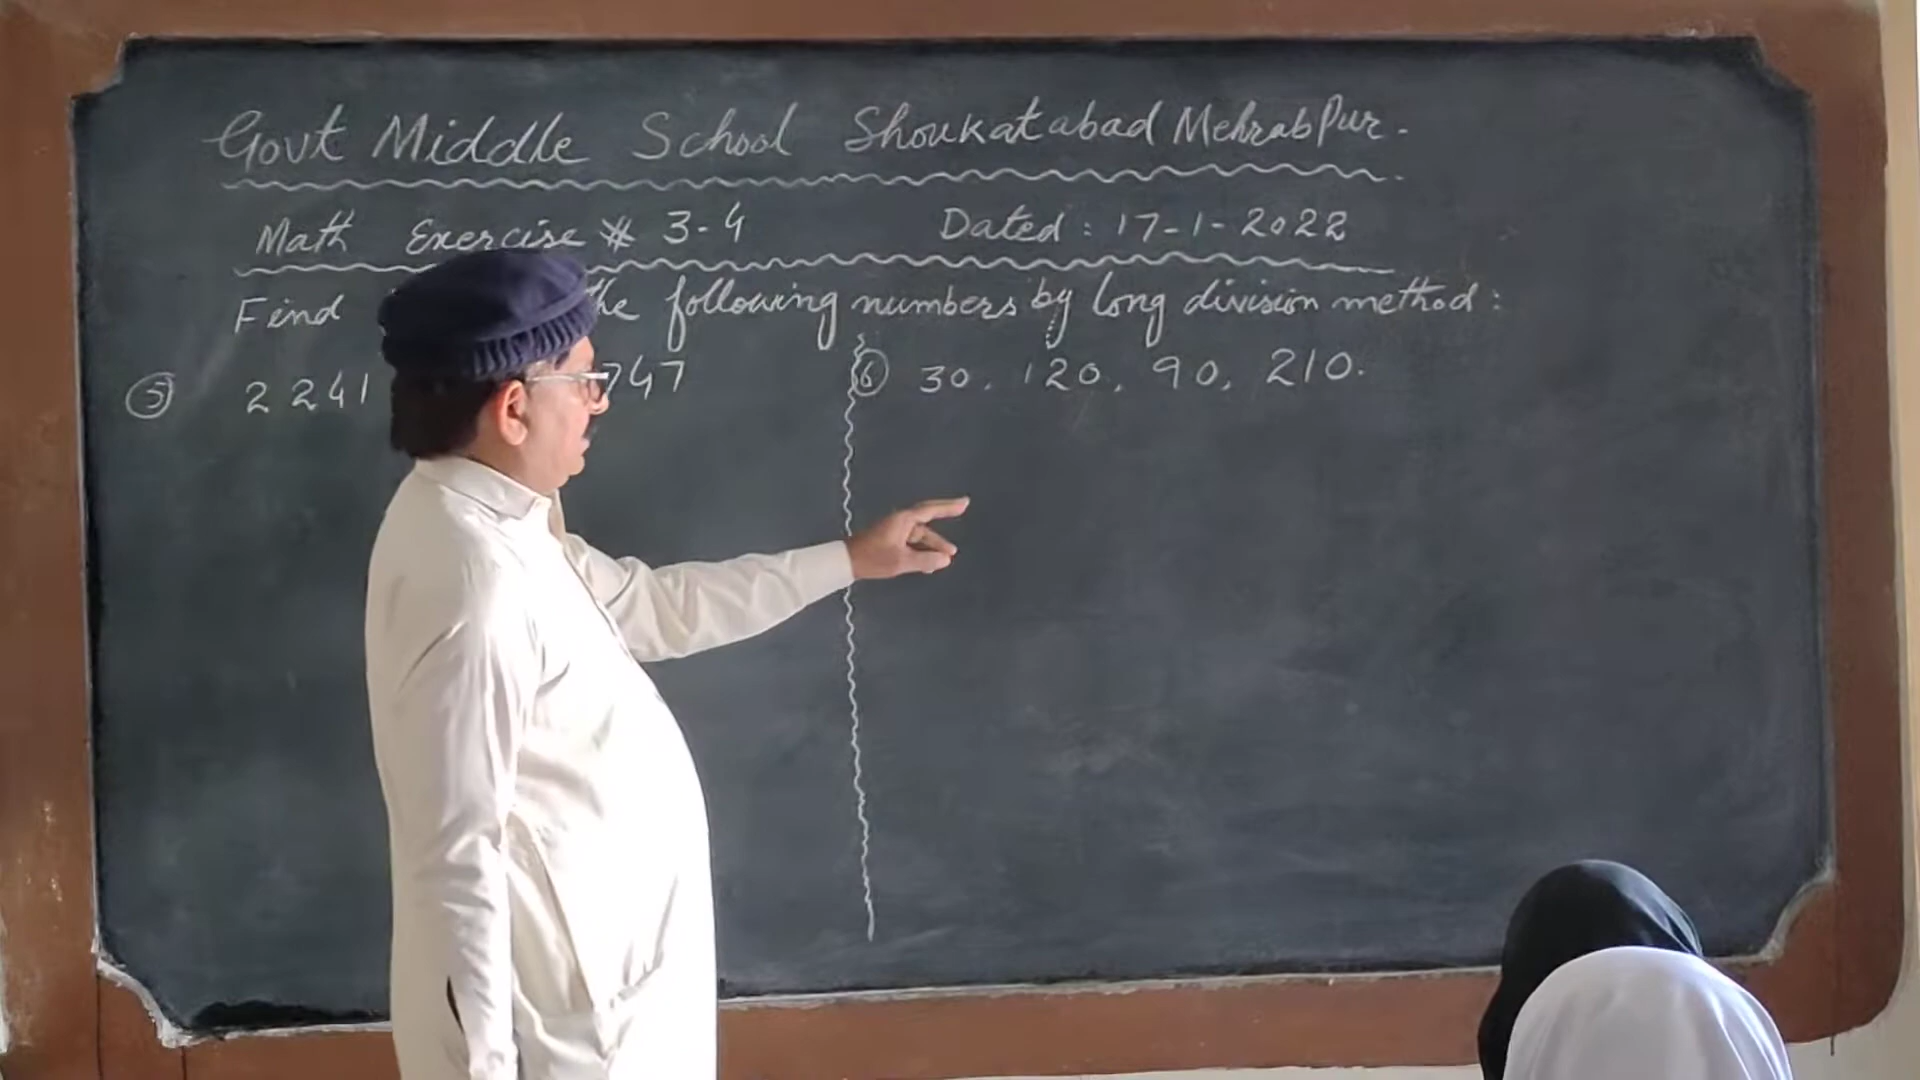 Govt Middle School Shoukatabad MehrabPur.
Math Exercise # 3-4 Dated: 17-1-2022
Find the following numbers by long division method:
5 2241 747
6 30, 120, 90, 210.